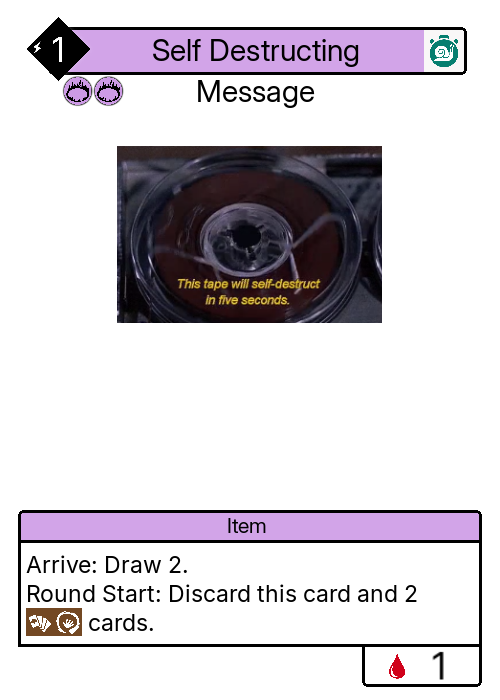 1
Self Destructing
Message
This tape will self-destruct
in five seconds.
Item
Arrive: Draw 2.
Round Start: Discard this card and 2
cards.
1